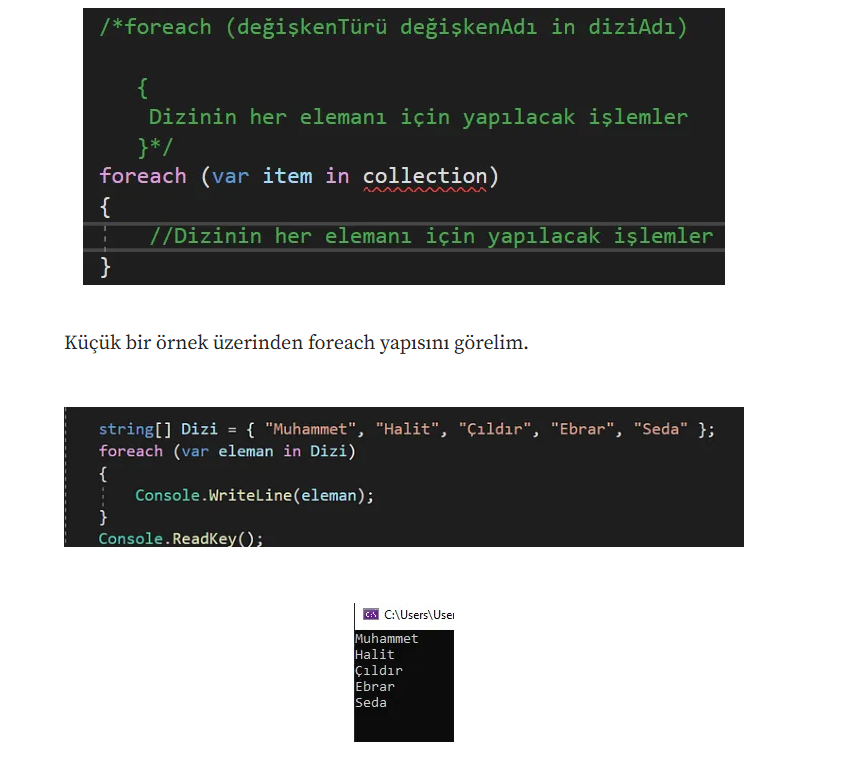 /*foreach (değişkenTürü değişkenAdı in diziAdı)
{
Dizinin her elemanı için yapılacak işlemler
}*/
foreach (var item in collection)
{
//Dizinin her elemanı için yapılacak işlemler
}
Küçük bir örnek üzerinden foreach yapısını görelim.
string[] Dizi = { "Muhammet", "Halit", "Çıldır", "Ebrar", "Seda" };
foreach (var eleman in Dizi)
{
Console.WriteLine(eleman);
}
Console.ReadKey();
C:\Users\User
Muhammet
Halit
Çıldır
Ebrar
Seda